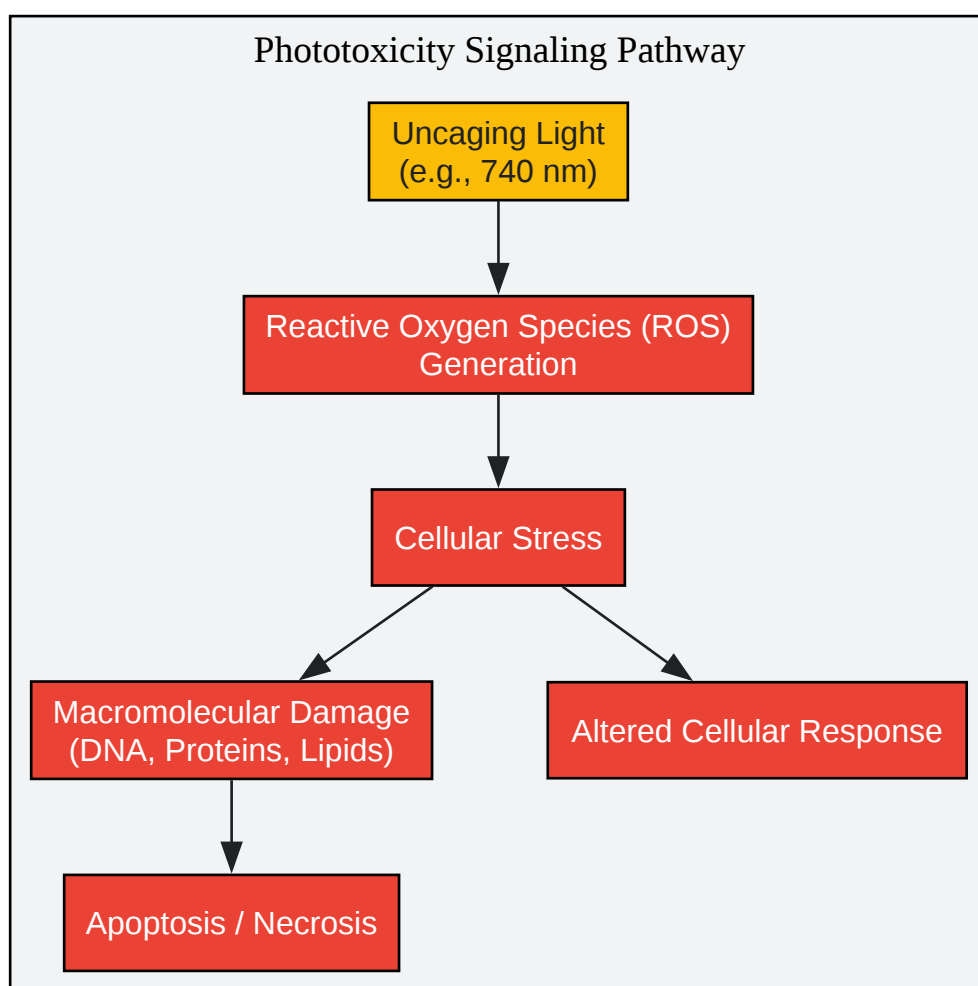 Phototoxicity Signaling Pathway
Uncaging Light
(e.g., 740 nm)
Reactive Oxygen Species (ROS)
Generation
Cellular Stress
Macromolecular Damage
(DNA, Proteins, Lipids)
Altered Cellular Response
Apoptosis / Necrosis